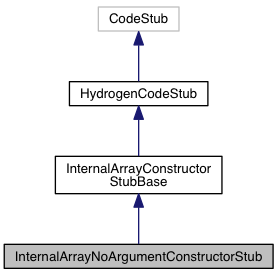 CodeStub
HydrogenCodeStub
InternalArrayConstructor
StubBase
InternalArrayNoArgumentConstructorStub